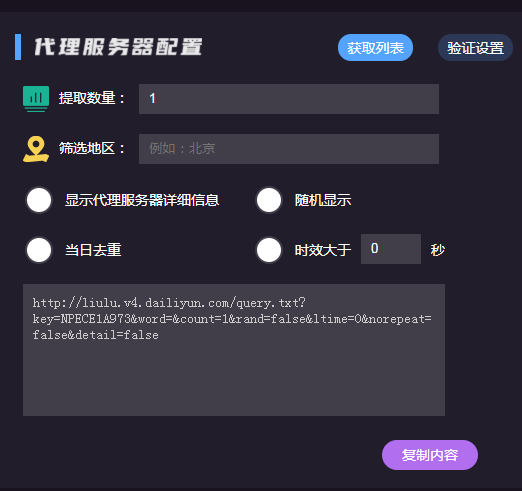 代理服务器配置 获取列表 验证设置
提取数量： 1
筛选地区： 例如：北京
显示代理服务器详细信息 随机显示
当日去重 时效大于 0 秒
http://liulu.v4.dailiyun.com/query.txt?
key=NPECE1A973&word=&count=1&rand=false&ltime=0&norepeat=
false&detail=false
复制内容